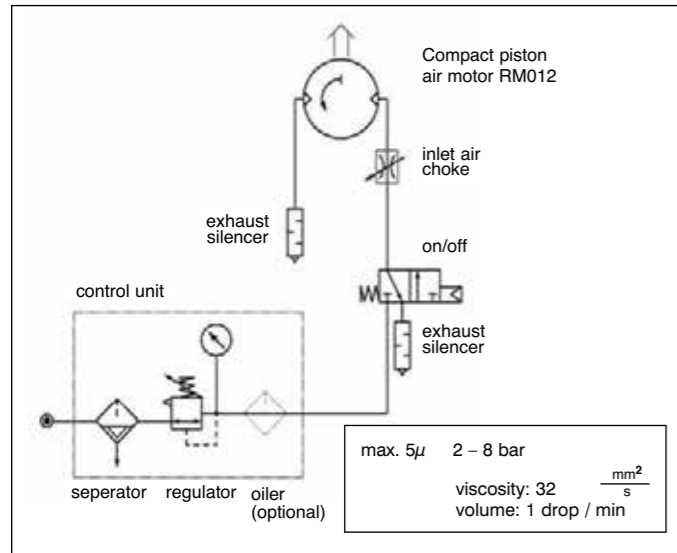 Compact piston
air motor RM012
inlet air
choke
exhaust
silencer
on/off
control unit
exhaust
silencer
seperator
regulator
oiler
(optional)
max. 5µ 2 – 8 bar
viscosity: 32 mm²/s
volume: 1 drop / min